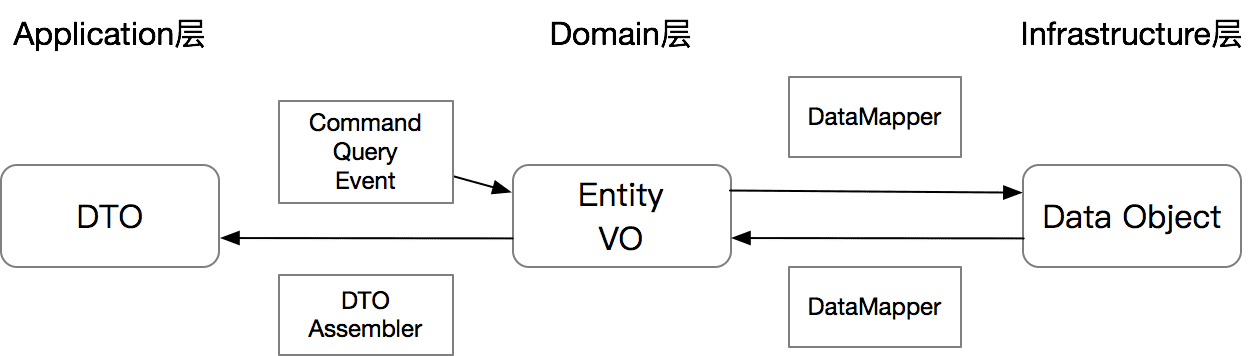 Application层
Domain层
Infrastructure层
Command
Query
Event
DataMapper
DTO
Entity
VO
Data Object
DTO
Assembler
DataMapper